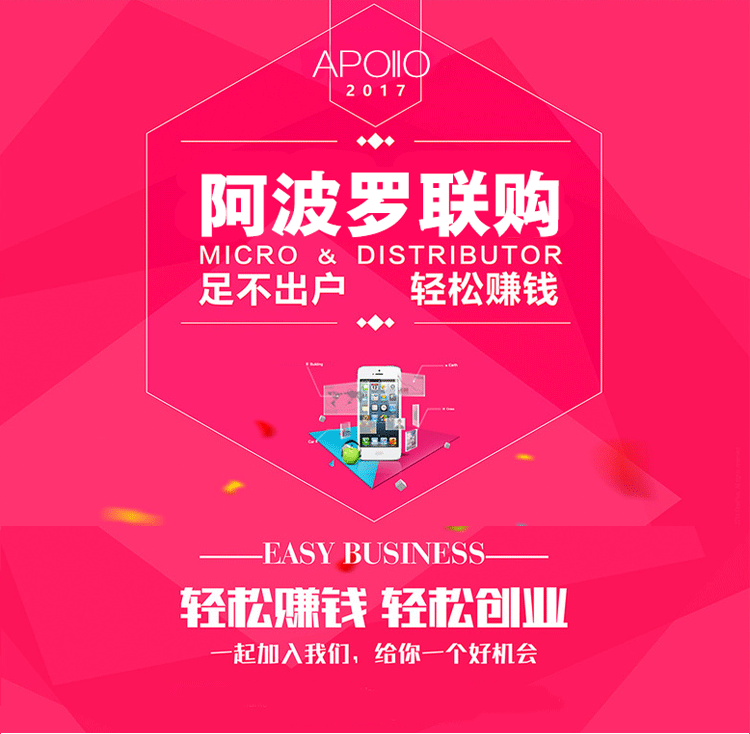 APOllO
2017
阿波罗联购
MICRO & DISTRIBUTOR
足不出户 轻松赚钱
EASY BUSINESS
轻松赚钱 轻松创业
一起加入我们，给你一个好机会